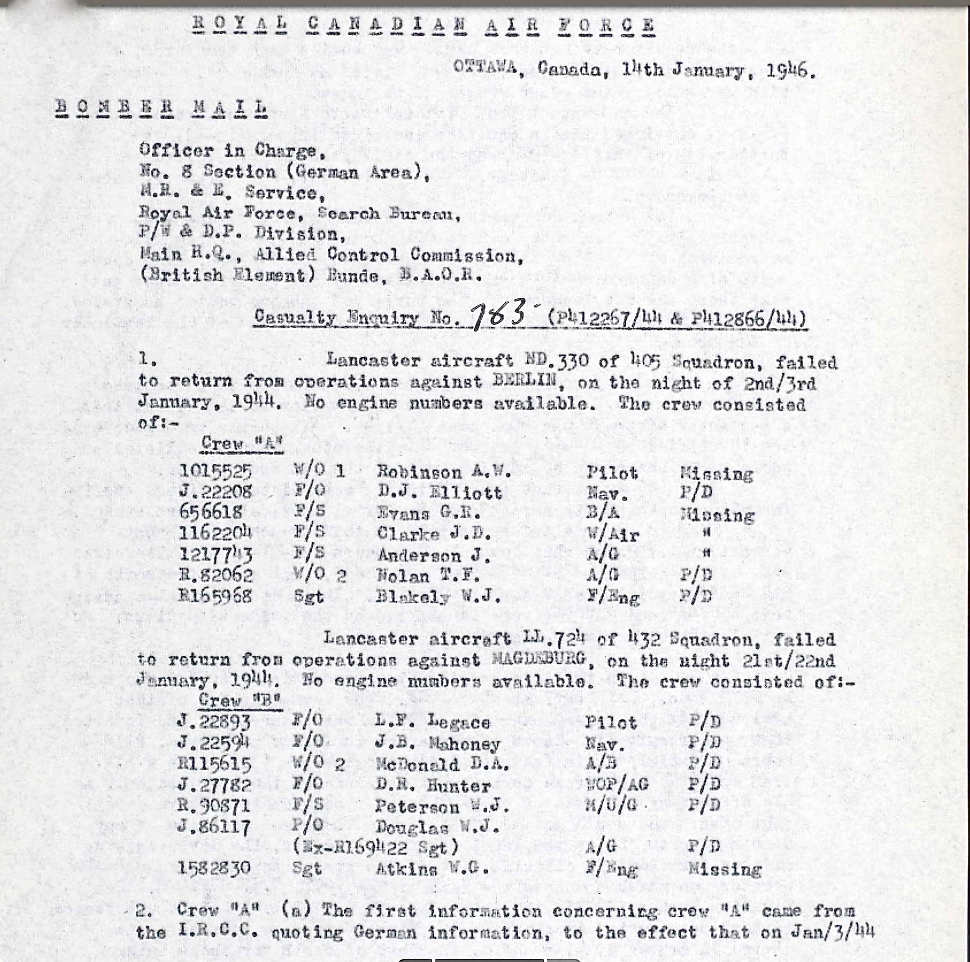 ROYAL CANADIAN AIR FORCE
OTTAWA, Canada, 14th January, 1946.
BOMBER MAIL
Officer in Charge,
No. 8 Section (German Area),
M.R. & E. Service,
Royal Air Force, Search Bureau,
P/W & D.P. Division,
Main H.Q., Allied Control Commission,
(British Element) Bunde, B.A.O.R.
Casualty Enquiry No. 783 (P412267/44 & P412866/44)
1. Lancaster aircraft ND.330 of 405 Squadron, failed
to return from operations against BERLIN, on the night of 2nd/3rd
January, 1944. No engine numbers available. The crew consisted
of:-
Crew "A"
1015525 W/O 1 Robinson A.W. Pilot Missing
J.22208 F/O D.J. Elliott Nav. P/D
656618 F/S Evans G.R. B/A Missing
1162204 F/S Clarke J.D. W/Air "
1217743 F/S Anderson J. A/G "
R.82062 W/O 2 Nolan T.F. A/G P/D
R165968 Sgt Blakely W.J. F/Eng P/D
Lancaster aircraft LL.724 of 432 Squadron, failed
to return from operations against MAGDEBURG, on the night 21st/22nd
January, 1944. No engine numbers available. The crew consisted of:-
Crew "B"
J.22893 F/O L.F. Legace Pilot P/D
J.22594 F/O J.B. Mahoney Nav. P/D
R115615 W/O 2 McDonald D.A. A/B P/D
J.27782 F/O D.R. Hunter WOP/AG P/D
R.90871 F/S Peterson W.J. M/U/G P/D
J.86117 P/O Douglas W.J.
(Ex-R169422 Sgt) A/G P/D
1582830 Sgt Atkins W.G. F/Eng Missing
2. Crew "A" (a) The first information concerning crew "A" came from
the I.R.C.C. quoting German information, to the effect that on Jan/3/44